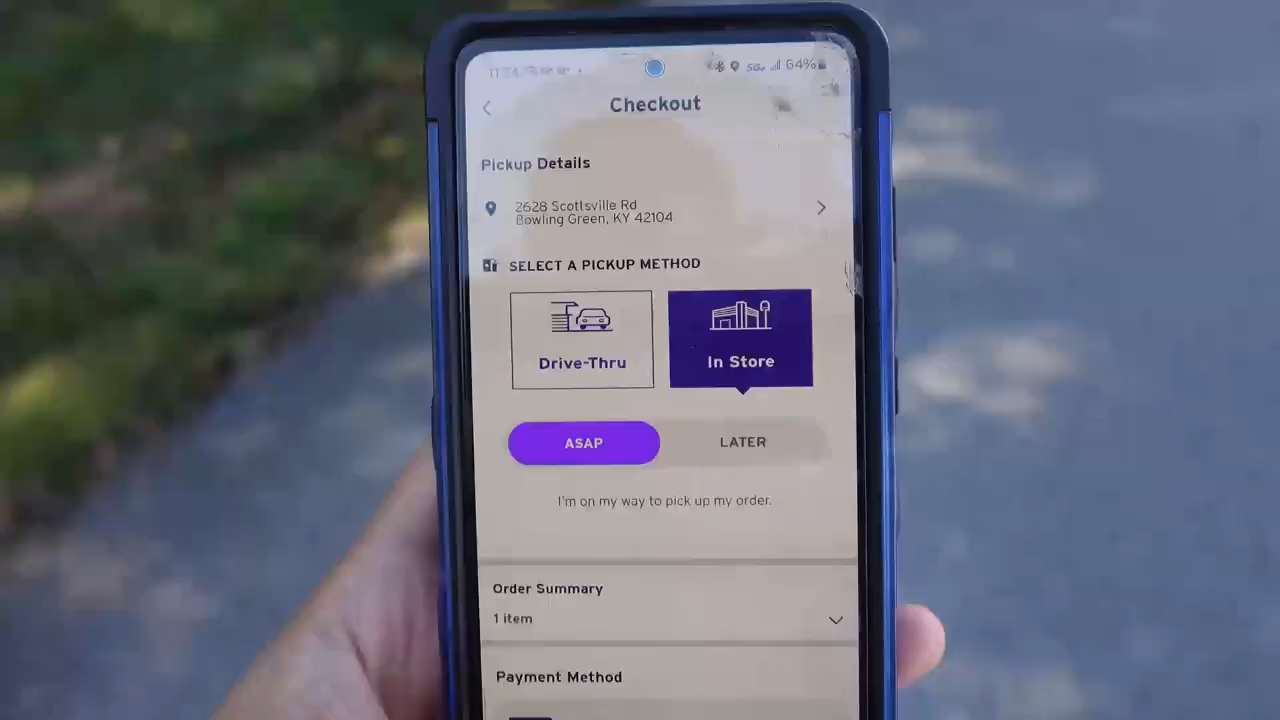 64%
Checkout
Pickup Details
2628 Scottsville Rd
Bowling Green, KY 42104
SELECT A PICKUP METHOD
Drive-Thru
In Store
ASAP
LATER
I'm on my way to pick up my order.
Order Summary
1 item
Payment Method